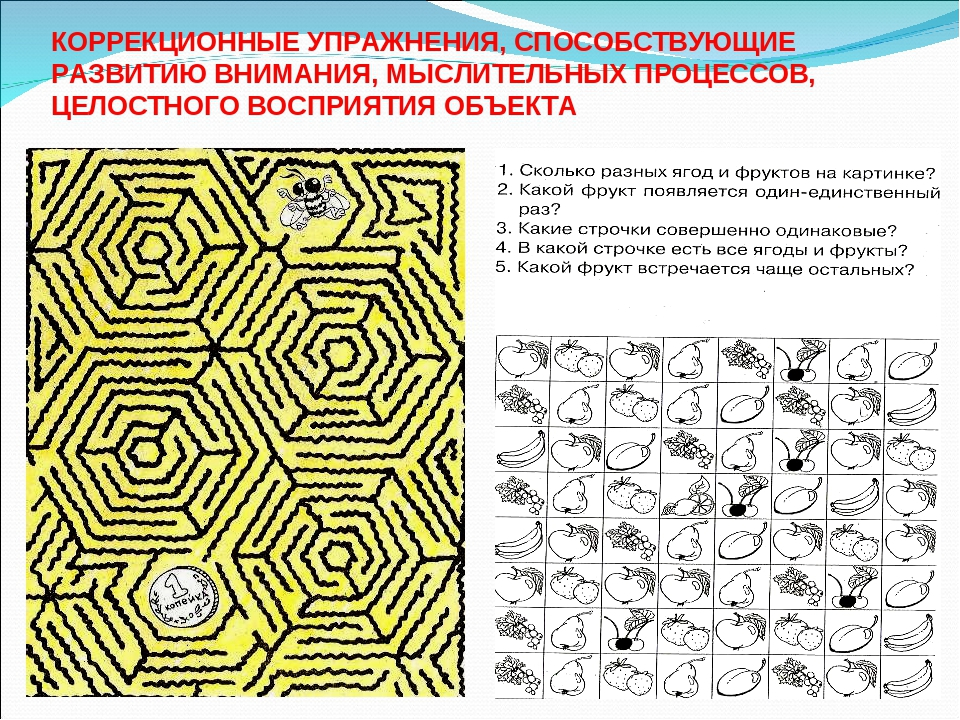 КОРРЕКЦИОННЫЕ УПРАЖНЕНИЯ, СПОСОБСТВУЮЩИЕ
РАЗВИТИЮ ВНИМАНИЯ, МЫСЛИТЕЛЬНЫХ ПРОЦЕССОВ,
ЦЕЛОСТНОГО ВОСПРИЯТИЯ ОБЪЕКТА
1. Сколько разных ягод и фруктов на картинке?
2. Какой фрукт появляется один-единственный
раз?
3. Какие строчки совершенно одинаковые?
4. В какой строчке есть все ягоды и фрукты?
5. Какой фрукт встречается чаще остальных?
1
копейка